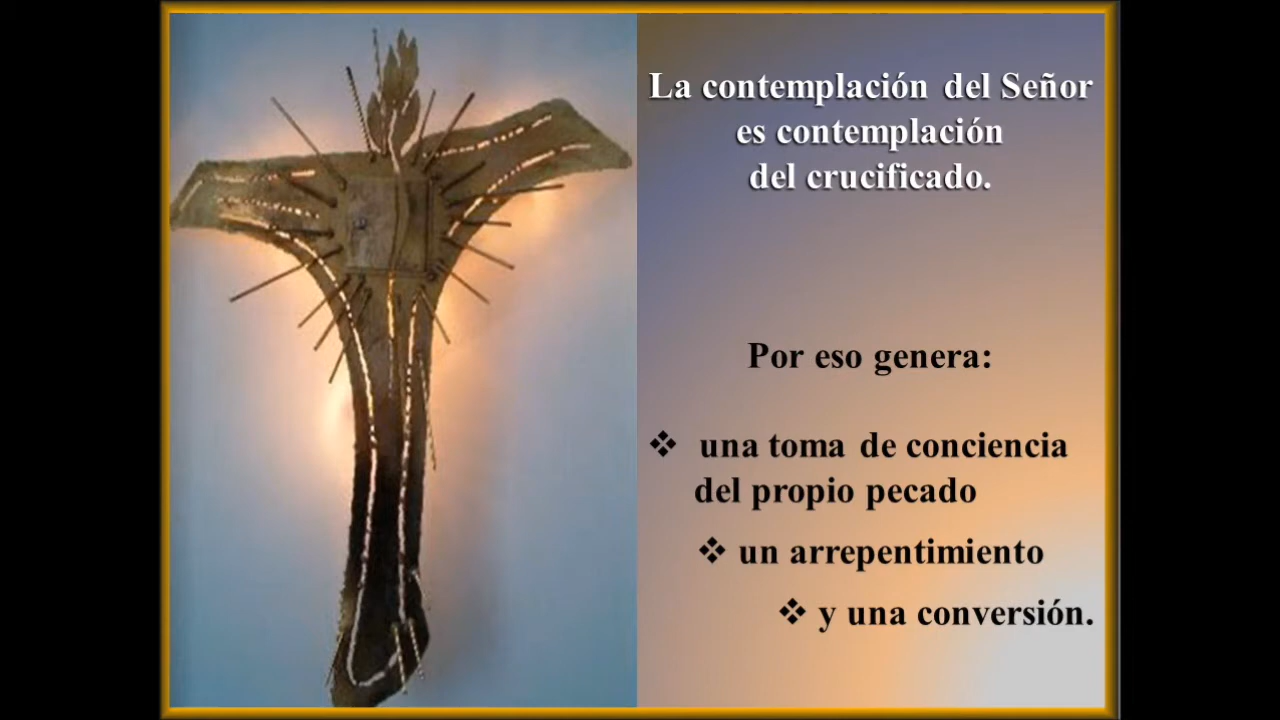 La contemplación del Señor
es contemplación
del crucificado.
Por eso genera:
❖ una toma de conciencia
del propio pecado
❖ un arrepentimiento
❖ y una conversión.